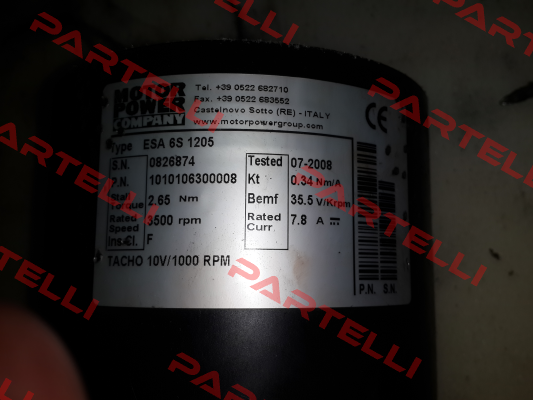 MOTOR
POWER
COMPANY
Tel. +39 0522 682710
Fax. +39 0522 683552
Castelnovo Sotto (RE) - ITALY
www.motorpowergroup.com
CE
Type ESA 6S 1205
S.N. 0826874 Tested 07-2008
P.N. 1010106300008 Kt 0.34 Nm/A
Stall Torque 2.65 Nm Bemf 35.5 V/Krpm
Rated Speed 3500 rpm Rated Curr. 7.8 A
Ins.Cl. F
TACHO 10V/1000 RPM
P.N. S.N.
PARTELLI
PARTELLI
PARTELLI
PARTELLI
PARTELLI
PARTELLI